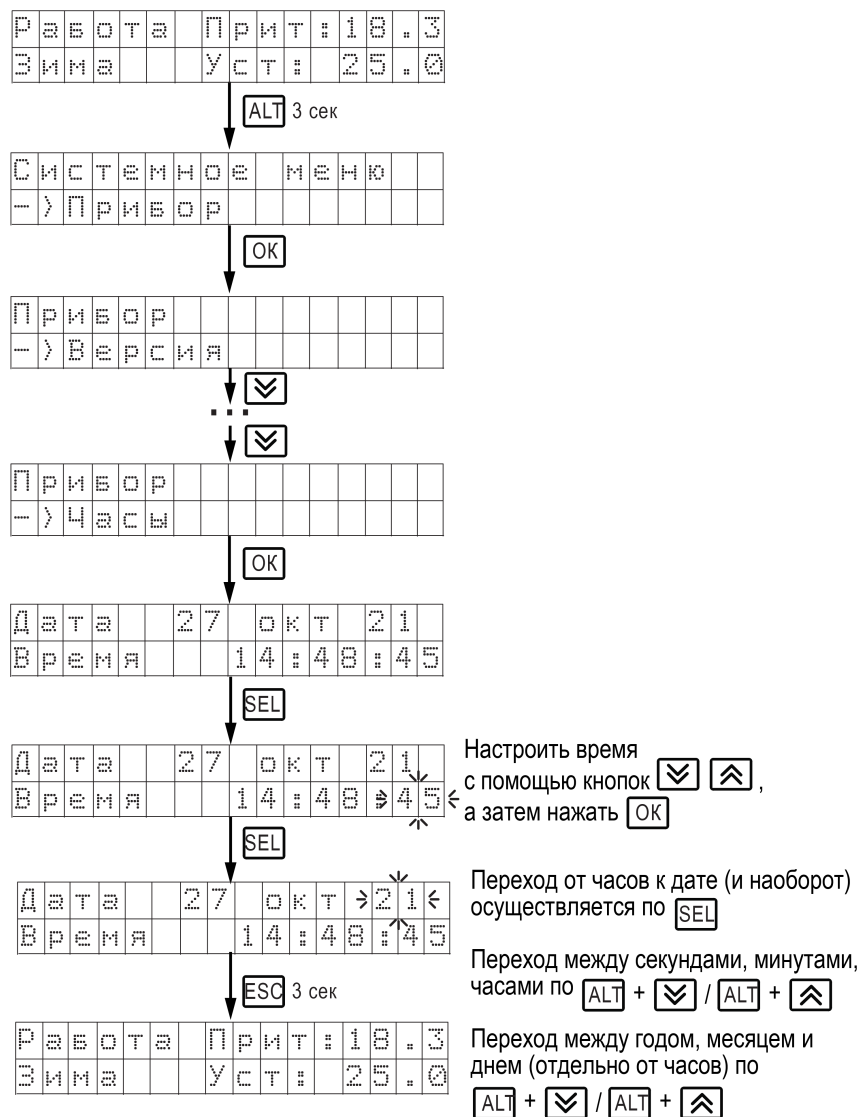 Работа Прит:18.3
Зима Уст: 25.0
ALT 3 сек
Системное меню
->Прибор
OK
Прибор
->Версия
...
Прибор
->Часы
OK
Дата 27 окт 21
Время 14:48:45
SEL
Дата 27 окт 21
Время 14:48:45
Настроить время
с помощью кнопок ,
а затем нажать OK
SEL
Дата 27 окт 21
Время 14:48:45
Переход от часов к дате (и наоборот)
осуществляется по SEL
Переход между секундами, минутами,
часами по ALT + / ALT +
ESC 3 сек
Переход между годом, месяцем и
днем (отдельно от часов) по
ALT + / ALT +
Работа Прит:18.3
Зима Уст: 25.0